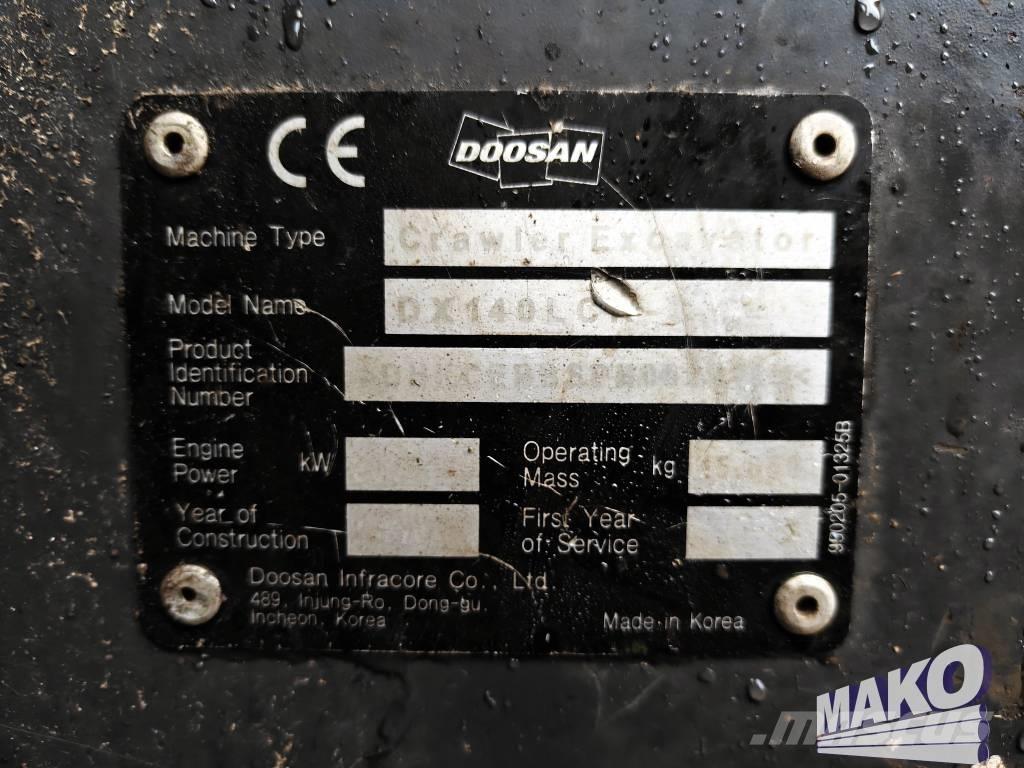 CE
DOOSAN
Machine Type Crawler Excavator
Model Name DX140LC
Product
Identification
Number
Engine
Power kW
Operating
Mass kg
Year of
Construction
First Year
of Service
Doosan Infracore Co., Ltd
489, Injung-Ro, Dong-gu,
Incheon, Korea
Made in Korea
950205-01325B
MAKO
MASCUS